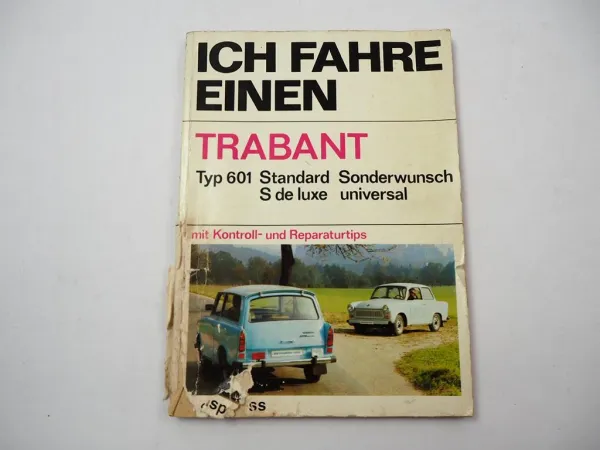 ICH FAHRE
EINEN
TRABANT
Typ 601 Standard Sonderwunsch
S de luxe universal
mit Kontroll- und Reparaturtips